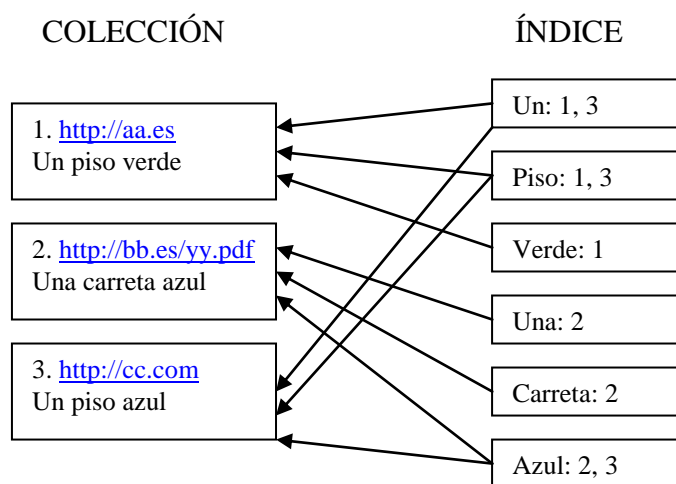 COLECCIÓN
1. http://aa.es
Un piso verde
2. http://bb.es/yy.pdf
Una carreta azul
3. http://cc.com
Un piso azul
ÍNDICE
Un: 1, 3
Piso: 1, 3
Verde: 1
Una: 2
Carreta: 2
Azul: 2, 3